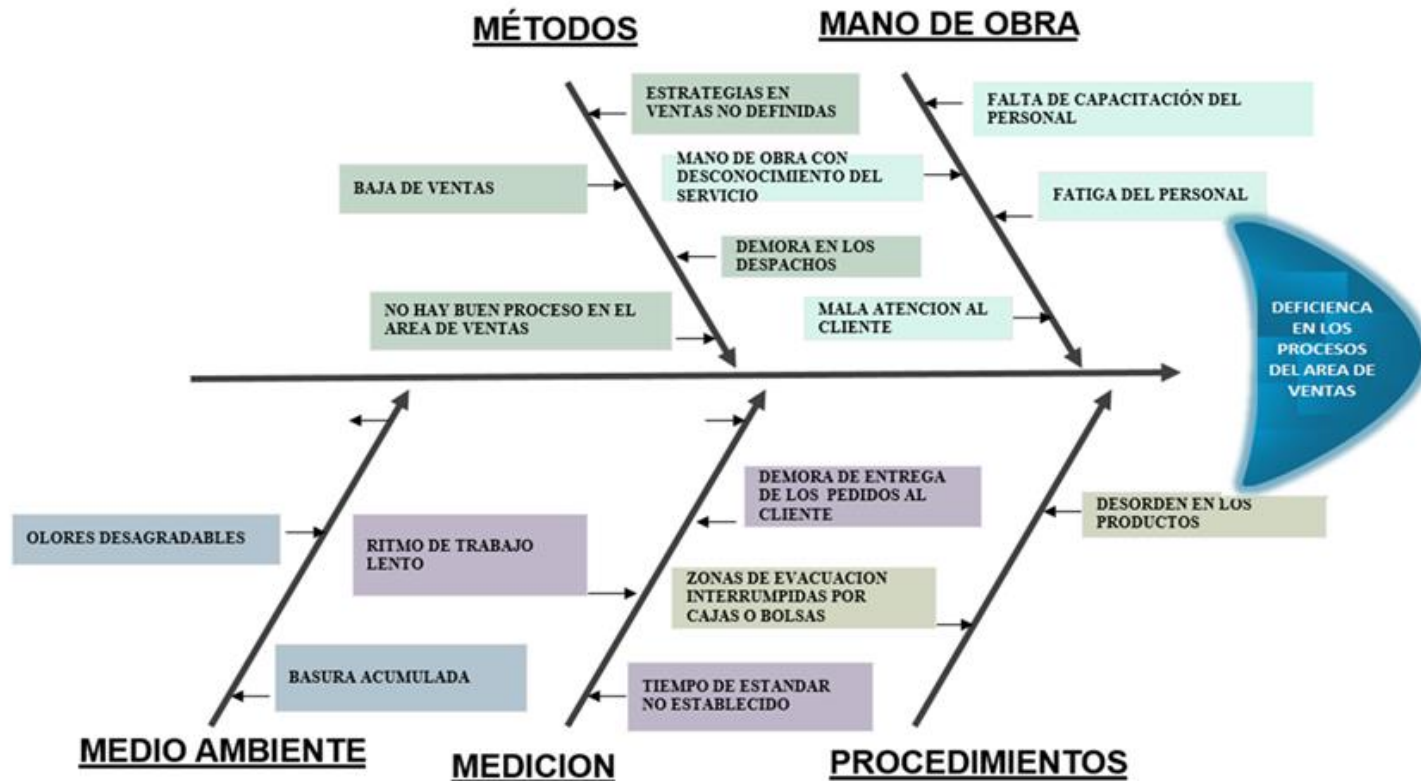 MÉTODOS
MANO DE OBRA
ESTRATEGIAS EN
VENTAS NO DEFINIDAS
FALTA DE CAPACITACIÓN DEL
PERSONAL
BAJA DE VENTAS
MANO DE OBRA CON
DESCONOCIMIENTO DEL
SERVICIO
FATIGA DEL PERSONAL
DEMORA EN LOS
DESPACHOS
NO HAY BUEN PROCESO EN EL
AREA DE VENTAS
MALA ATENCION AL
CLIENTE
DEFICIENCA
EN LOS
PROCESOS
DEL AREA DE
VENTAS
OLORES DESAGRADABLES
RITMO DE TRABAJO
LENTO
DEMORA DE ENTREGA
DE LOS PEDIDOS AL
CLIENTE
DESORDEN EN LOS
PRODUCTOS
ZONAS DE EVACUACION
INTERRUMPIDAS POR
CAJAS O BOLSAS
BASURA ACUMULADA
TIEMPO DE ESTANDAR
NO ESTABLECIDO
MEDIO AMBIENTE
MEDICION
PROCEDIMIENTOS